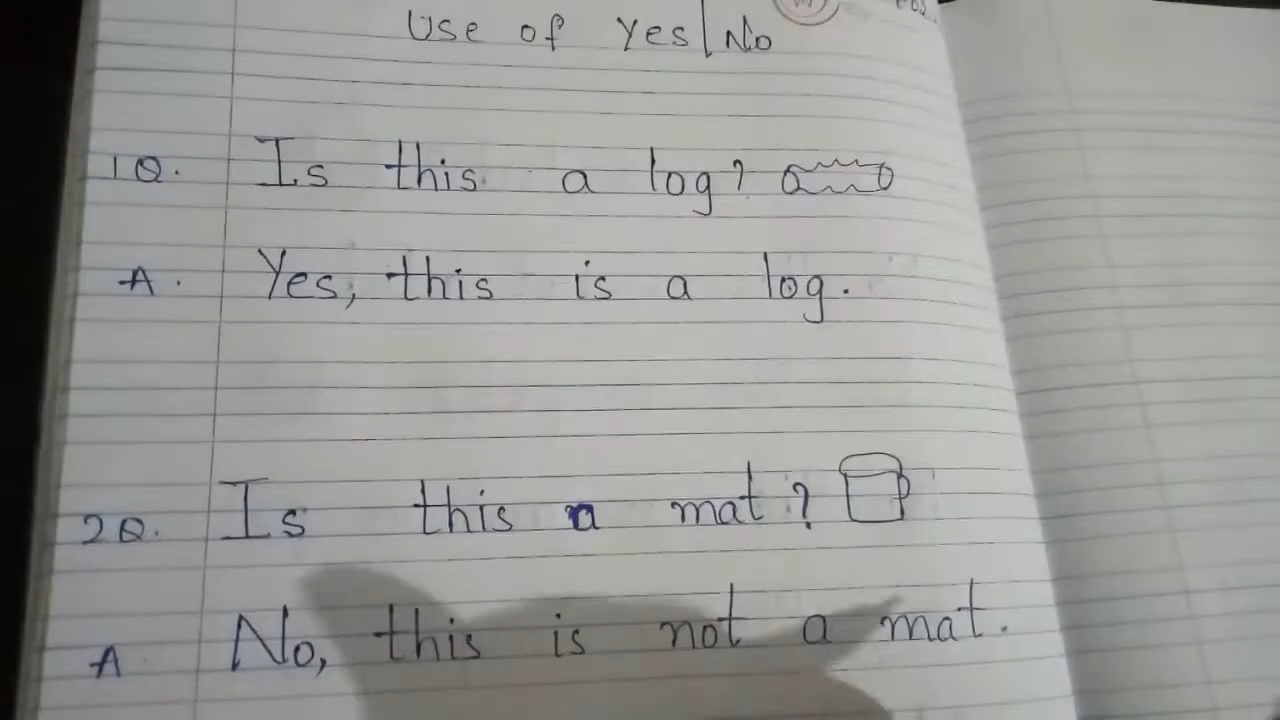 Use of Yes/No
1Q. Is this a log?
A. Yes, this is a log.
2Q. Is this a mat?
A No, this is not a mat.